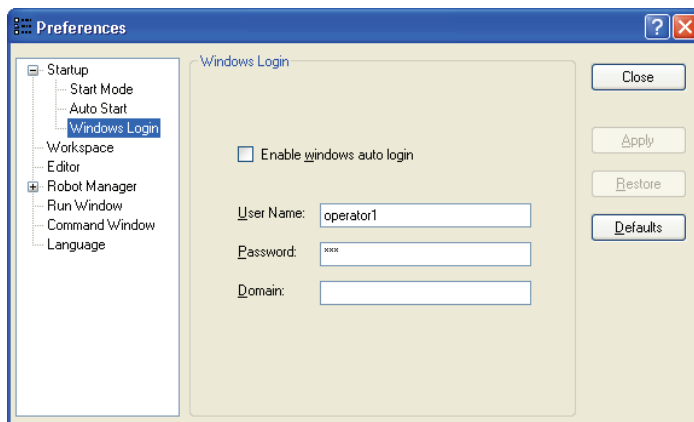 Preferences
Startup
Start Mode
Auto Start
Windows Login
Workspace
Editor
Robot Manager
Run Window
Command Window
Language
Windows Login
Enable windows auto login
User Name: operator1
Password: ***
Domain:
Close
Apply
Restore
Defaults